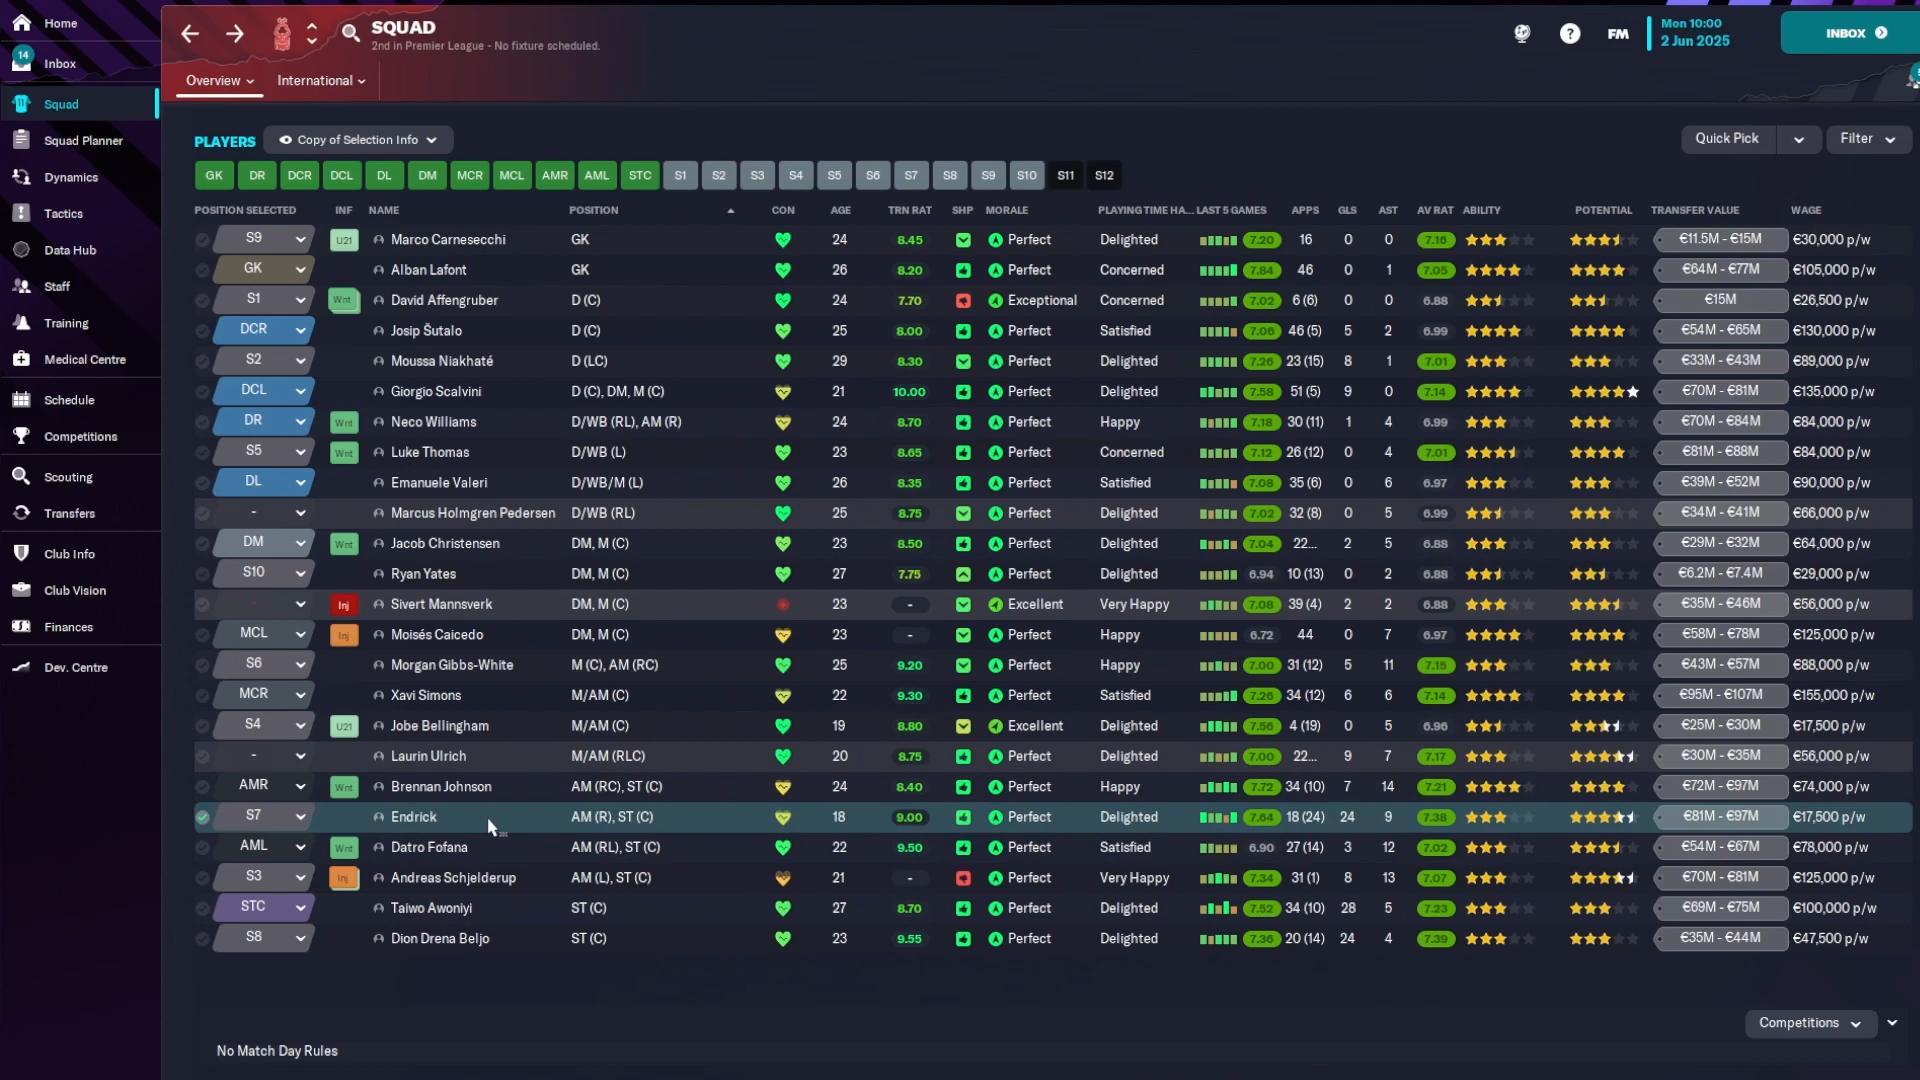 Home
14
Inbox
Squad
Squad Planner
Dynamics
Tactics
Data Hub
Staff
Training
Medical Centre
Schedule
Competitions
Scouting
Transfers
Club Info
Club Vision
Finances
Dev. Centre
SQUAD
2nd in Premier League - No fixture scheduled.
? FM Mon 10:00
2 Jun 2025
INBOX
Overview International
PLAYERS Copy of Selection Info Quick Pick Filter
GK DR DCR DCL DL DM MCR MCL AMR AML STC S1 S2 S3 S4 S5 S6 S7 S8 S9 S10 S11 S12
POSITION SELECTED INF NAME POSITION CON AGE TRN RAT SHP MORALE PLAYING TIME HA... LAST 5 GAMES APPS GLS AST AV RAT ABILITY POTENTIAL TRANSFER VALUE WAGE
S9 U21 Marco Carnesecchi GK 24 8.45 Perfect Delighted 7.20 16 0 0 7.16 €11.5M - €15M €30,000 p/w
GK Alban Lafont GK 26 8.20 Perfect Concerned 7.84 46 0 1 7.05 €64M - €77M €105,000 p/w
S1 Wnt David Affengruber D (C) 24 7.70 Exceptional Concerned 7.02 6 (6) 0 0 6.88 €15M €26,500 p/w
DCR Josip Šutalo D (C) 25 8.00 Perfect Satisfied 7.06 46 (5) 5 2 6.99 €54M - €65M €130,000 p/w
S2 Moussa Niakhaté D (LC) 29 8.30 Perfect Delighted 7.26 23 (15) 8 1 7.01 €33M - €43M €89,000 p/w
DCL Giorgio Scalvini D (C), DM, M (C) 21 10.00 Perfect Delighted 7.58 51 (5) 9 0 7.14 €70M - €81M €135,000 p/w
DR Wnt Neco Williams D/WB (RL), AM (R) 24 8.70 Perfect Happy 7.18 30 (11) 1 4 6.99 €70M - €84M €84,000 p/w
S5 Wnt Luke Thomas D/WB (L) 23 8.65 Perfect Concerned 7.12 26 (12) 0 4 7.01 €81M - €88M €84,000 p/w
DL Emanuele Valeri D/WB/M (L) 26 8.35 Perfect Satisfied 7.08 35 (6) 0 6 6.97 €39M - €52M €90,000 p/w
- Marcus Holmgren Pedersen D/WB (RL) 25 8.75 Perfect Delighted 7.02 32 (8) 0 5 6.99 €34M - €41M €66,000 p/w
DM Wnt Jacob Christensen DM, M (C) 23 8.50 Perfect Delighted 7.04 22... 2 5 6.88 €29M - €32M €64,000 p/w
S10 Ryan Yates DM, M (C) 27 7.75 Perfect Delighted 6.94 10 (13) 0 2 6.88 €6.2M - €7.4M €29,000 p/w
- Inj Sivert Mannsverk DM, M (C) 23 - Excellent Very Happy 7.08 39 (4) 2 2 6.88 €35M - €46M €56,000 p/w
MCL Inj Moisés Caicedo DM, M (C) 23 - Perfect Happy 6.72 44 0 7 6.97 €58M - €78M €125,000 p/w
S6 Morgan Gibbs-White M (C), AM (RC) 25 9.20 Perfect Happy 7.00 31 (12) 5 11 7.15 €43M - €57M €88,000 p/w
MCR Xavi Simons M/AM (C) 22 9.30 Perfect Satisfied 7.26 34 (12) 6 6 7.14 €95M - €107M €155,000 p/w
S4 U21 Jobe Bellingham M/AM (C) 19 8.80 Excellent Delighted 7.56 4 (19) 0 5 6.96 €25M - €30M €17,500 p/w
- Laurin Ulrich M/AM (RLC) 20 8.75 Perfect Delighted 7.00 22... 9 7 7.17 €30M - €35M €56,000 p/w
AMR Wnt Brennan Johnson AM (RC), ST (C) 24 8.40 Perfect Happy 7.72 34 (10) 7 14 7.21 €72M - €97M €74,000 p/w
S7 Endrick AM (R), ST (C) 18 9.00 Perfect Delighted 7.64 18 (24) 24 9 7.38 €81M - €97M €17,500 p/w
AML Wnt Datro Fofana AM (RL), ST (C) 22 9.50 Perfect Satisfied 6.90 27 (14) 3 12 7.02 €54M - €67M €78,000 p/w
S3 Inj Andreas Schjelderup AM (L), ST (C) 21 - Perfect Very Happy 7.34 31 (1) 8 13 7.07 €70M - €81M €125,000 p/w
STC Taiwo Awoniyi ST (C) 27 8.70 Perfect Delighted 7.52 34 (10) 28 5 7.23 €69M - €75M €100,000 p/w
S8 Dion Drena Beljo ST (C) 23 9.55 Perfect Delighted 7.36 20 (14) 24 4 7.39 €35M - €44M €47,500 p/w
Competitions
No Match Day Rules